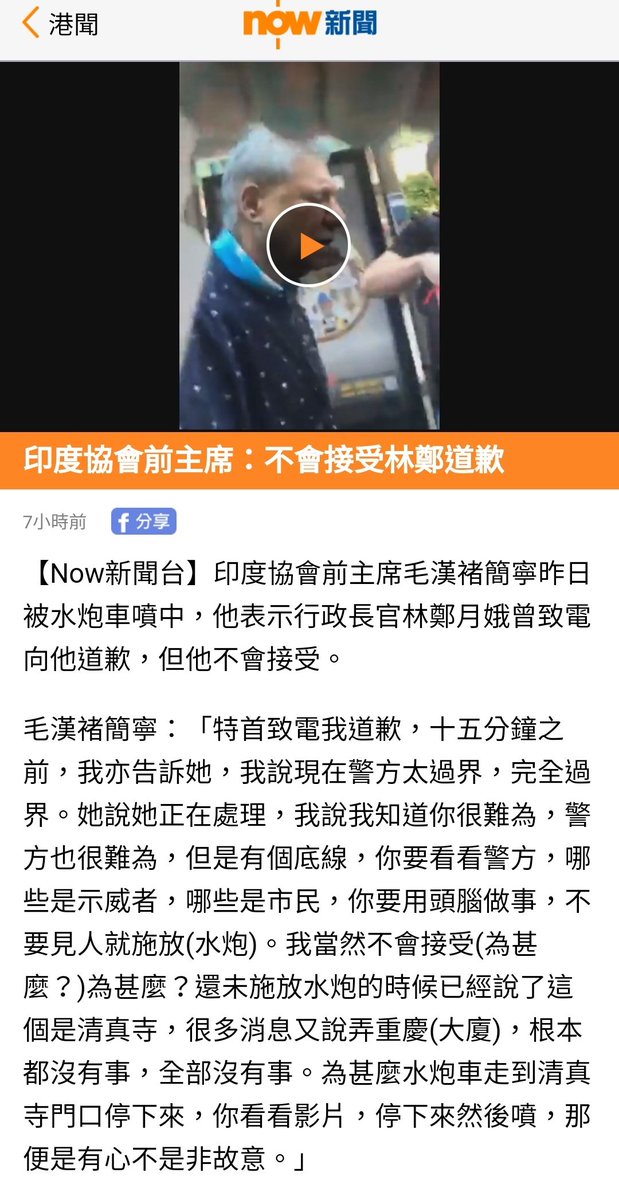 港聞
now新聞
印度協會前主席：不會接受林鄭道歉
7小時前
f 分享
【Now新聞台】印度協會前主席毛漢褚簡寧昨日
被水炮車噴中，他表示行政長官林鄭月娥曾致電
向他道歉，但他不會接受。
毛漢褚簡寧：「特首致電我道歉，十五分鐘之
前，我亦告訴她，我說現在警方太過界，完全過
界。她說她正在處理，我說我知道你很難為，警
方也很難為，但是有個底線，你要看看警方，哪
些是示威者，哪些是市民，你要用頭腦做事，不
要見人就施放(水炮)。我當然不會接受(為甚
麼？)為甚麼？還未施放水炮的時候已經說了這
個是清真寺，很多消息又說弄重慶(大廈)，根本
都沒有事，全部沒有事。為甚麼水炮車走到清真
寺門口停下來，你看看影片，停下來然後噴，那
便是有心不是非故意。」